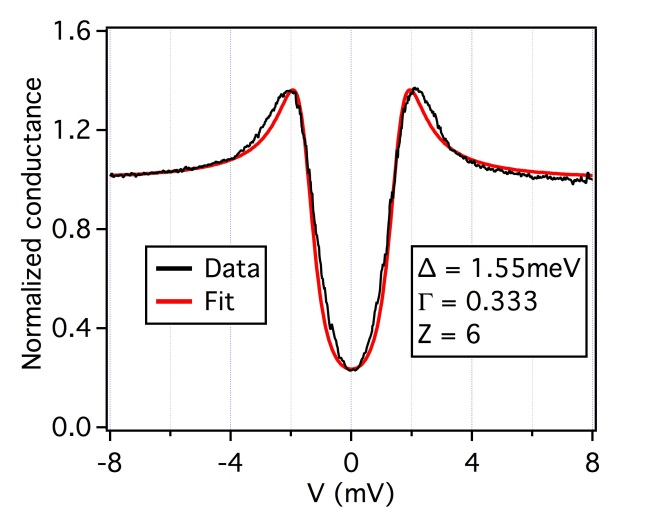 1.6
1.2
0.8
0.4
0.0
Normalized conductance
Data
Fit
Δ = 1.55meV
Γ = 0.333
Z = 6
-8 -4 0 4 8
V (mV)